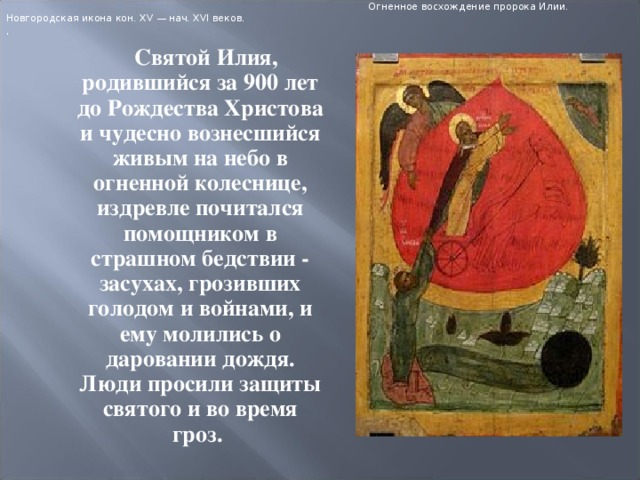 Огненное восхождение пророка Илии.
Новгородская икона кон. XV — нач. XVI веков.
.
Святой Илия,
родившийся за 900 лет
до Рождества Христова
и чудесно вознесшийся
живым на небо в
огненной колеснице,
издревле почитался
помощником в
страшном бедствии -
засухах, грозивших
голодом и войнами, и
ему молились о
даровании дождя.
Люди просили защиты
святого и во время
гроз.